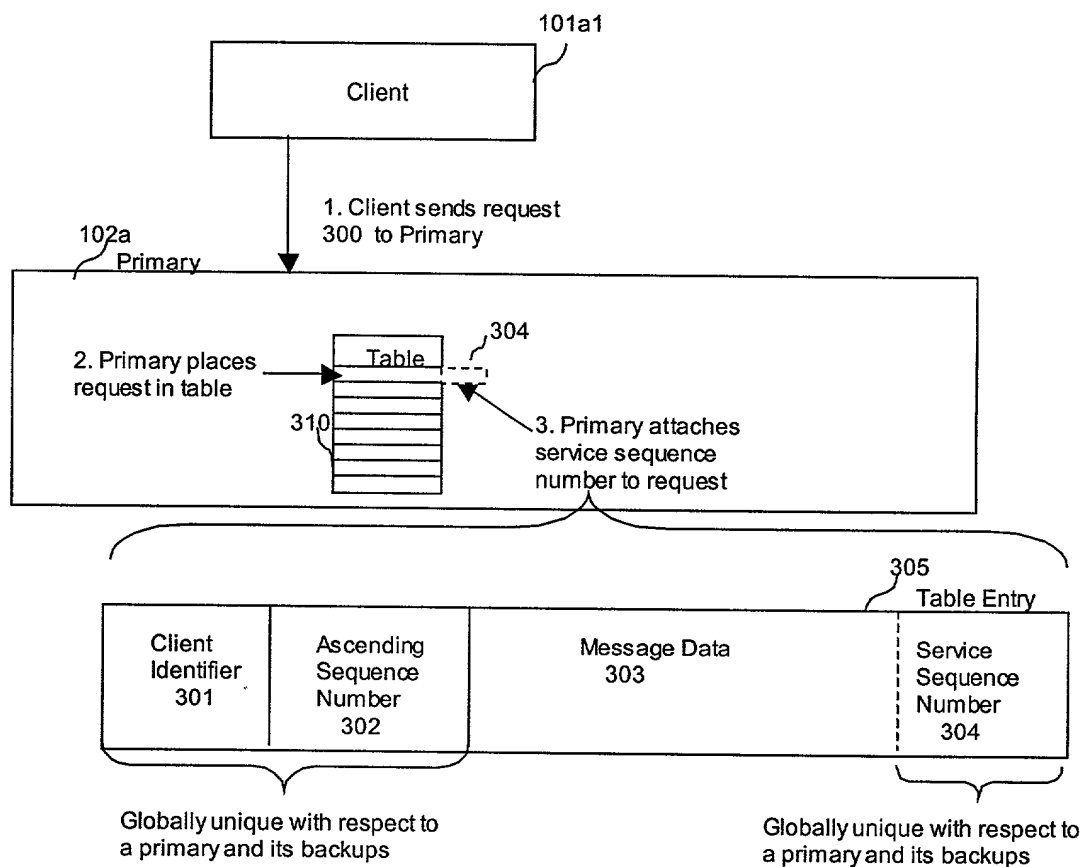 101a1
Client
1. Client sends request
300 to Primary
102a
Primary
304
Table
2. Primary places
request in table
310
3. Primary attaches
service sequence
number to request
305
Table Entry
Client
Identifier
301
Ascending
Sequence
Number
302
Message Data
303
Service
Sequence
Number
304
Globally unique with respect to
a primary and its backups
Globally unique with respect to
a primary and its backups